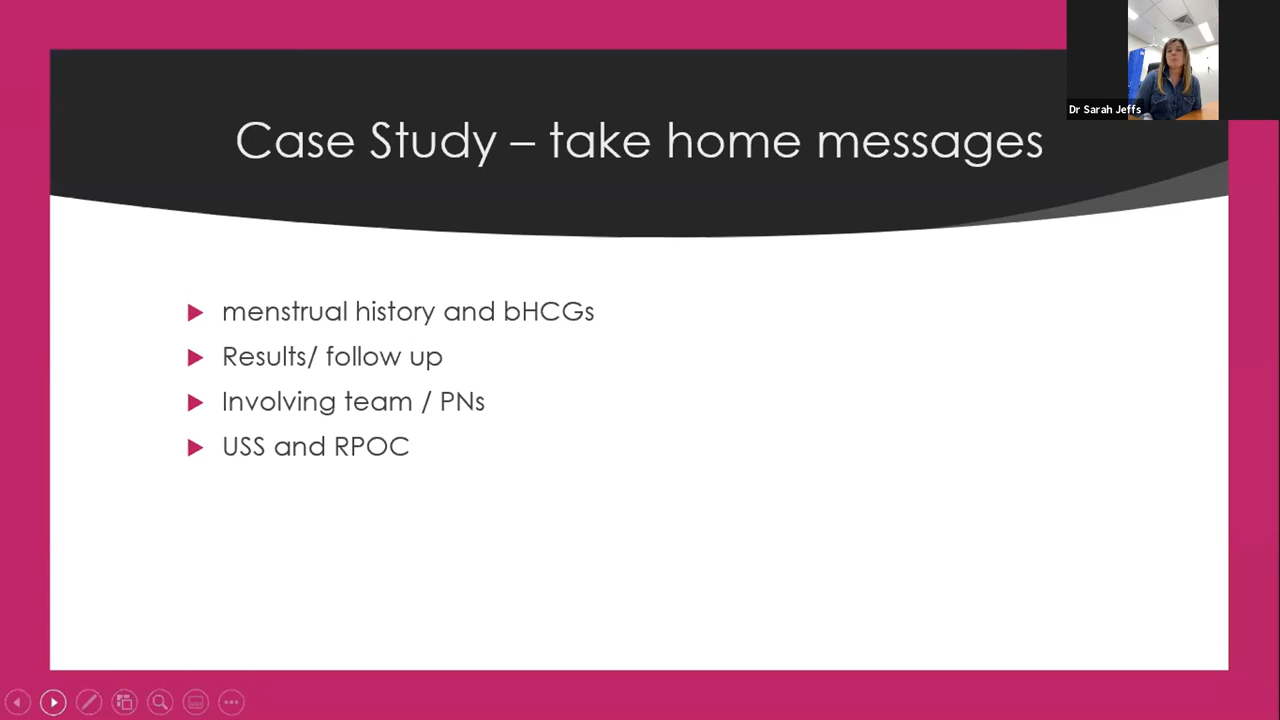 Dr Sarah Jeffs
Case Study – take home messages
menstrual history and bHCGs
Results/ follow up
Involving team / PNs
USS and RPOC